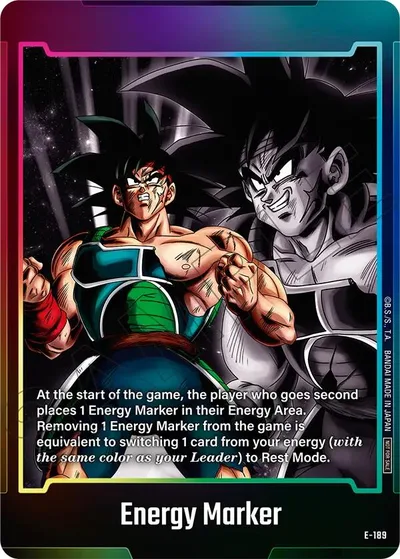 At the start of the game, the player who goes second
places 1 Energy Marker in their Energy Area.
Removing 1 Energy Marker from the game is
equivalent to switching 1 card from your energy (with
the same color as your Leader) to Rest Mode.
©B.S./S., T.A. BANDAI MADE IN JAPAN
NOT FOR SALE
Energy Marker
E-189